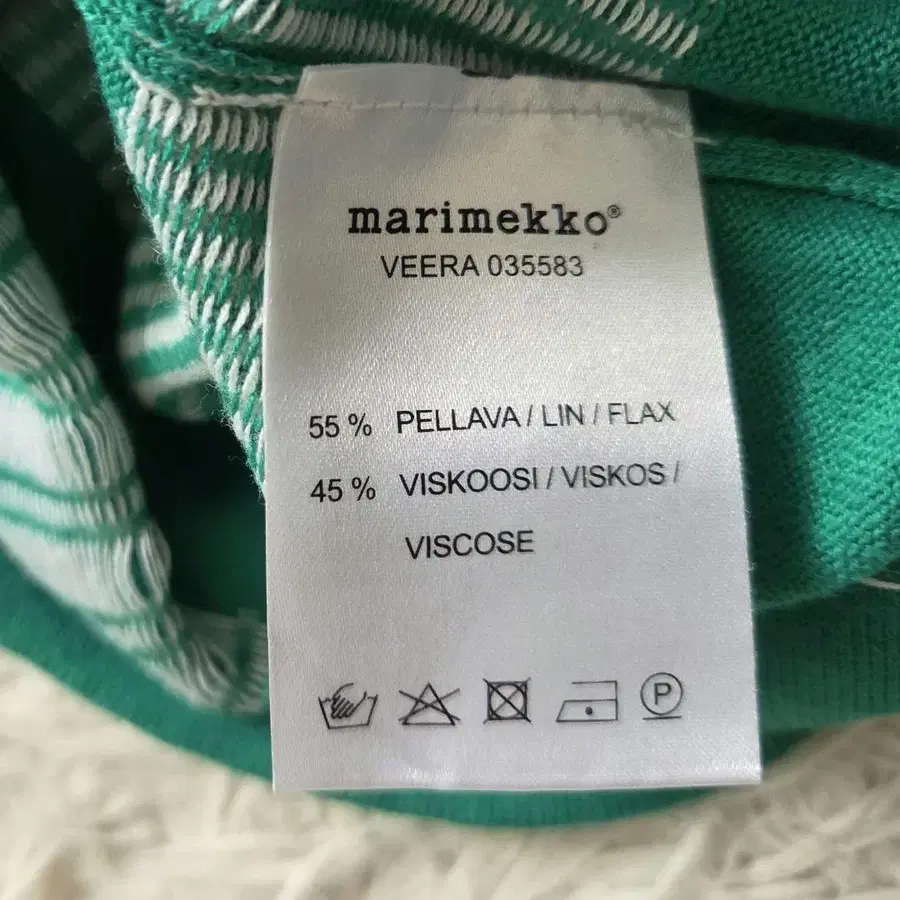 marimekko®
VEERA 035583
55 % PELLAVA / LIN / FLAX
45 % VISKOOSI / VISKOS /
VISCOSE
P